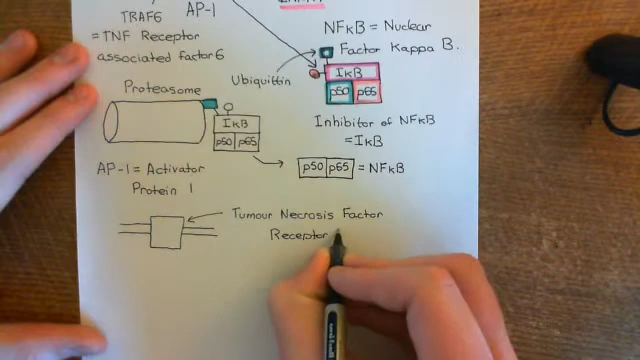 TRAF6
AP-1
= TNF Receptor
associated factor 6
NFκB = Nuclear
Factor Kappa B.
Ubiquitin
IκB
p50 p65
Proteasome
IκB
p50 p65
Inhibitor of NFκB
= IκB
p50 p65 = NFκB
AP-1 = Activator
Protein 1
Tumour Necrosis Factor
Receptor